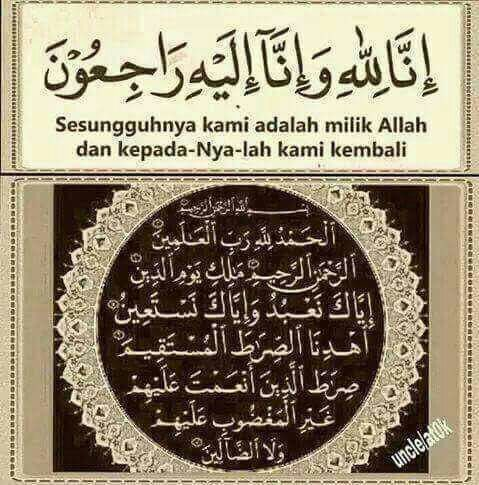 إِنَّا لِلّٰهِ وَإِنَّآ إِلَيْهِ رَاجِعُوْنَ
Sesungguhnya kami adalah milik Allah
dan kepada-Nya-lah kami kembali
بِسْمِ اللَّهِ الرَّحْمَٰنِ الرَّحِيمِ
الْحَمْدُ لِلَّهِ رَبِّ الْعَالَمِينَ
الرَّحْمَٰنِ الرَّحِيمِ مَلِكِ يَوْمِ الدِّينِ
إِيَّاكَ نَعْبُدُ وَإِيَّاكَ نَسْتَعِينُ
اهْدِنَا الصِّرَاطَ الْمُسْتَقِيمَ
صِرَاطَ الَّذِينَ أَنْعَمْتَ عَلَيْهِمْ
غَيْرِ الْمَغْضُوبِ عَلَيْهِمْ
وَلَا الضَّالِّينَ
unclelat0k